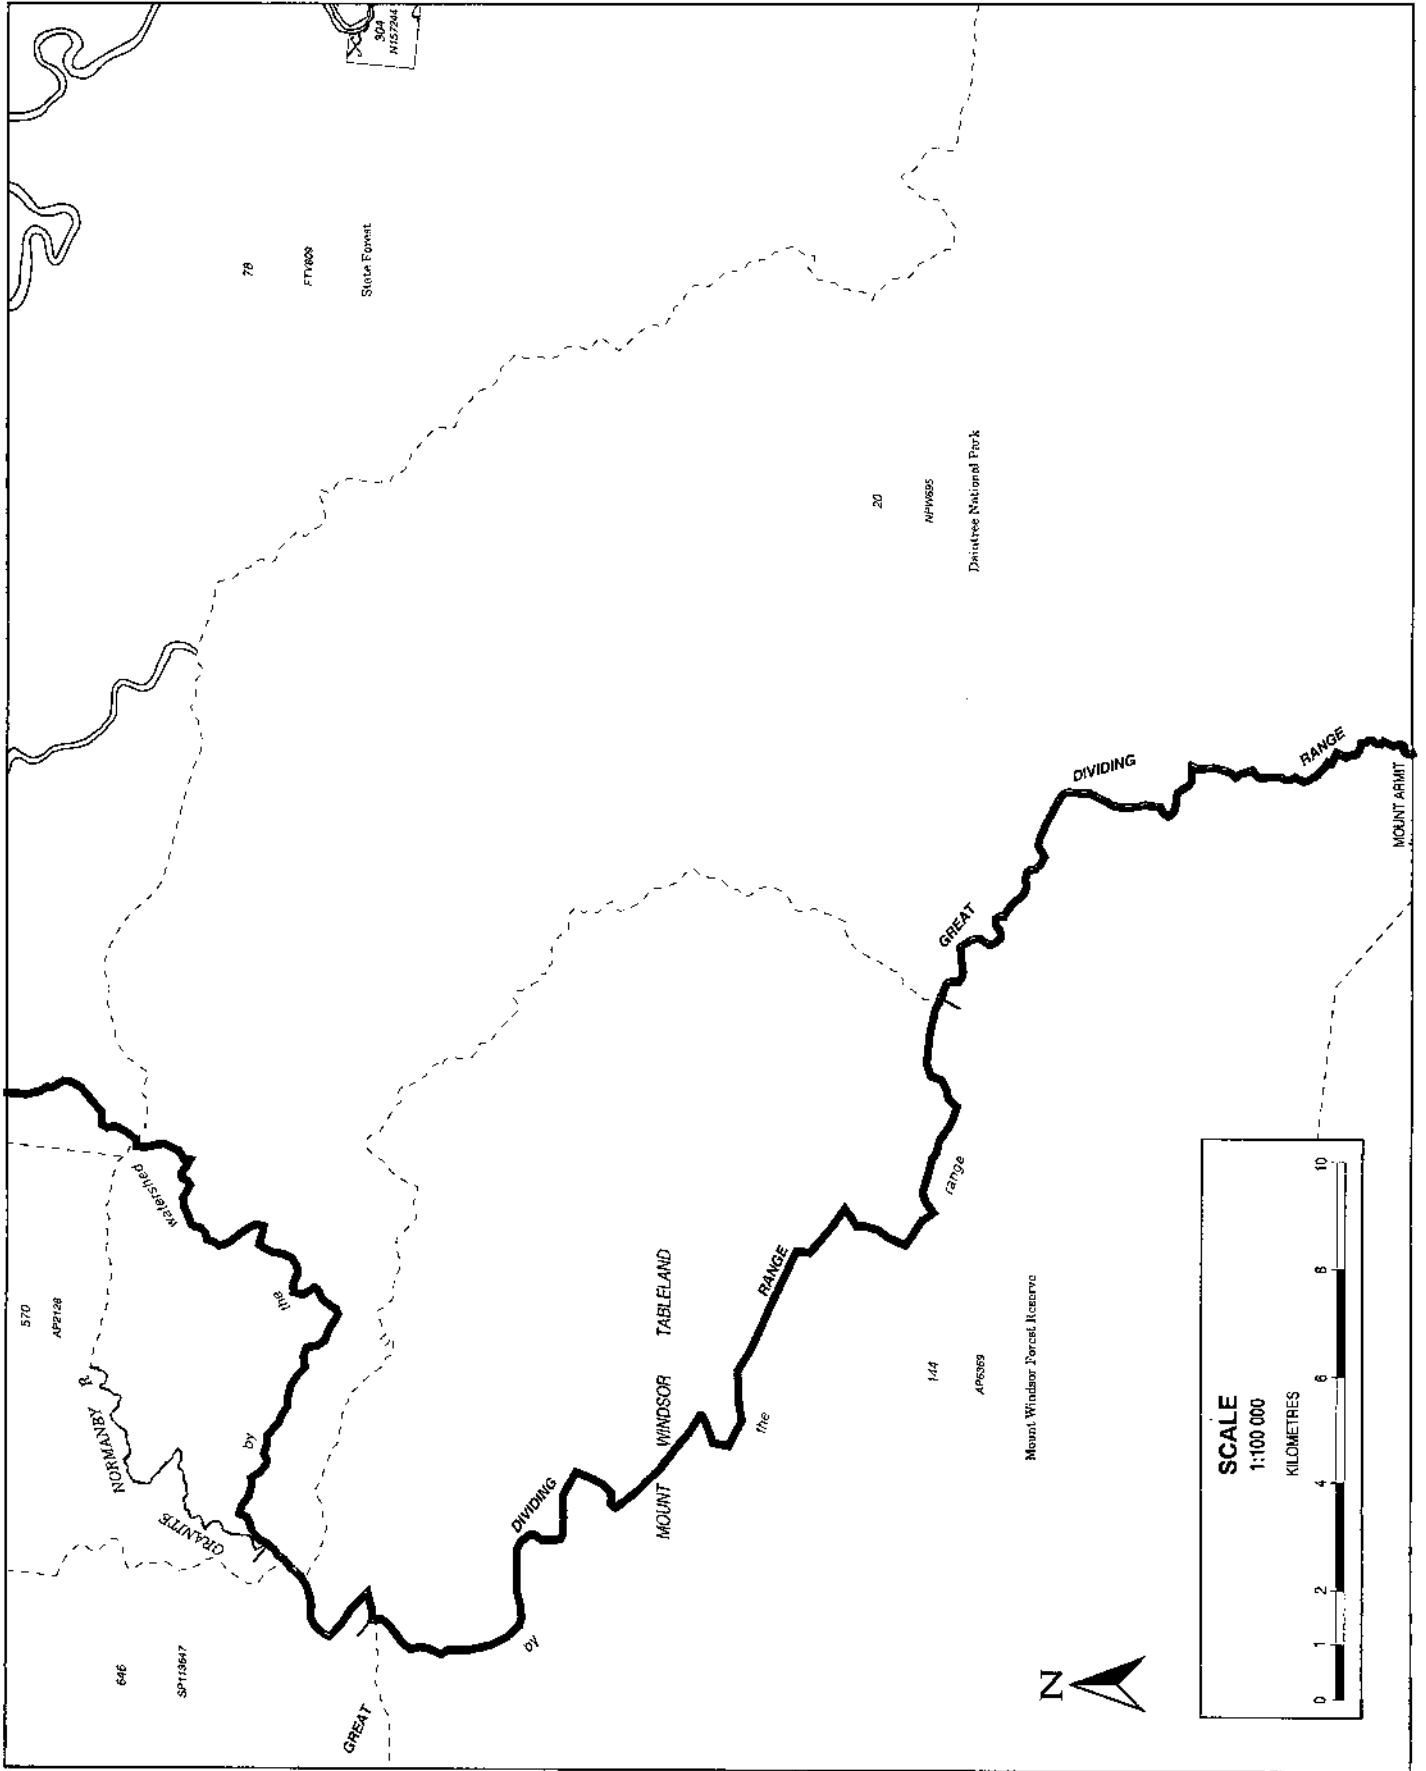 304
N157244
78
FTY809
State Forest
20
NPW695
Daintree National Park
570
AP2128
NORMANBY R
GRANITE
646
SP113647
GREAT
DIVIDING
RANGE
GREAT
DIVIDING
RANGE
by
the
watershed
by
the
range
MOUNT WINDSOR TABLELAND
144
AP6369
Mount Windsor Forest Reserve
MOUNT ARMIT
N
SCALE
1:100 000
KILOMETRES
0 1 2 4 6 8 10